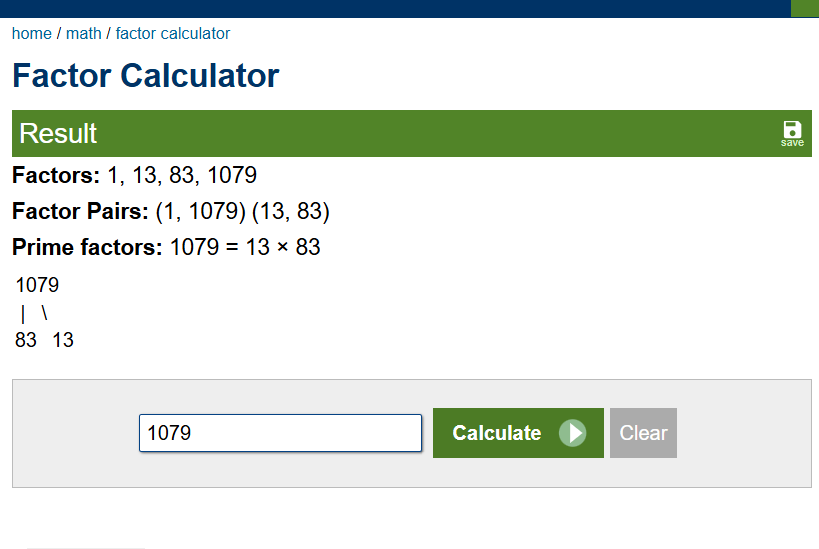 home / math / factor calculator
Factor Calculator
Result
save
Factors: 1, 13, 83, 1079
Factor Pairs: (1, 1079) (13, 83)
Prime factors: 1079 = 13 × 83
1079
| \
83 13
1079
Calculate
Clear